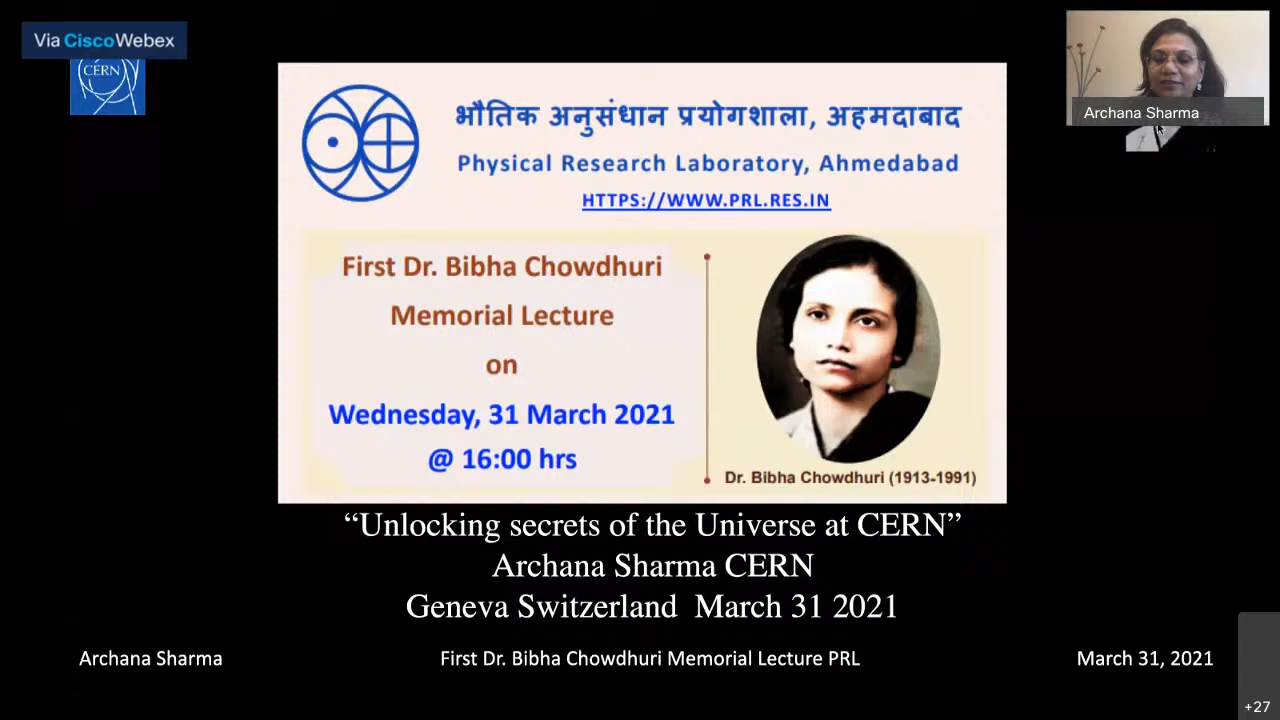 Via Cisco Webex
CERN
Archana Sharma
भौतिक अनुसंधान प्रयोगशाला, अहमदाबाद
Physical Research Laboratory, Ahmedabad
HTTPS://WWW.PRL.RES.IN
First Dr. Bibha Chowdhuri
Memorial Lecture
on
Wednesday, 31 March 2021
@ 16:00 hrs
Dr. Bibha Chowdhuri (1913-1991)
“Unlocking secrets of the Universe at CERN”
Archana Sharma CERN
Geneva Switzerland March 31 2021
Archana Sharma
First Dr. Bibha Chowdhuri Memorial Lecture PRL
March 31, 2021
+27